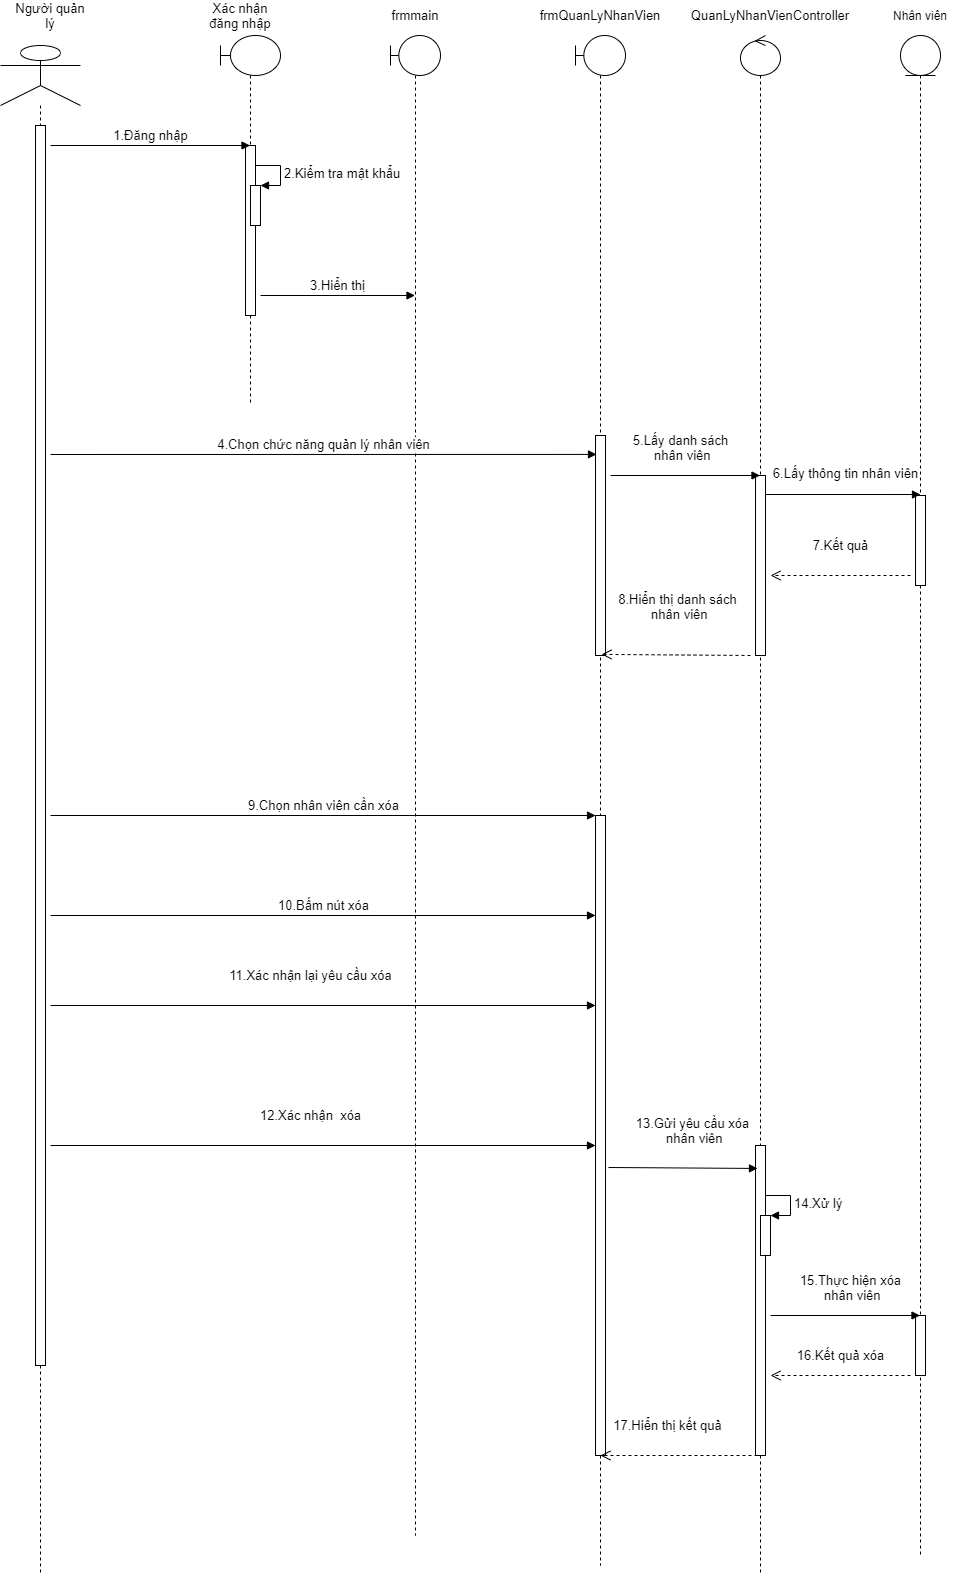 Người quản
lý
Xác nhận
đăng nhập
frmmain
frmQuanLyNhanVien
QuanLyNhanVienController
Nhân viên
1.Đăng nhập
2.Kiểm tra mật khẩu
3.Hiển thị
4.Chọn chức năng quản lý nhân viên
5.Lấy danh sách
nhân viên
6.Lấy thông tin nhân viên
7.Kết quả
8.Hiển thị danh sách
nhân viên
9.Chọn nhân viên cần xóa
10.Bấm nút xóa
11.Xác nhận lại yêu cầu xóa
12.Xác nhận  xóa
13.Gửi yêu cầu xóa
nhân viên
14.Xử lý
15.Thực hiện xóa
nhân viên
16.Kết quả xóa
17.Hiển thị kết quả